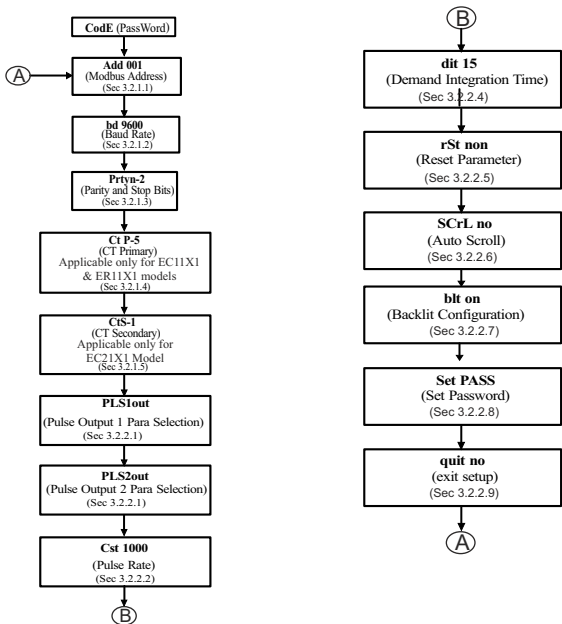 CodE (PassWord)
A
Add 001
(Modbus Address)
(Sec 3.2.1.1)
bd 9600
(Baud Rate)
(Sec 3.2.1.2)
Prtyn-2
(Parity and Stop Bits)
(Sec 3.2.1.3)
Ct P-5
(CT Primary)
Applicable only for EC11X1
& ER11X1 models
(Sec 3.2.1.4)
CtS-1
(CT Secondary)
Applicable only for
EC21X1 Model
(Sec 3.2.1.5)
PLS1out
(Pulse Output 1 Para Selection)
(Sec 3.2.2.1)
PLS2out
(Pulse Output 2 Para Selection)
(Sec 3.2.2.1)
Cst 1000
(Pulse Rate)
(Sec 3.2.2.2)
B
B
dit 15
(Demand Integration Time)
(Sec 3.2.2.4)
rSt non
(Reset Parameter)
(Sec 3.2.2.5)
SCrL no
(Auto Scroll)
(Sec 3.2.2.6)
blt on
(Backlit Configuration)
(Sec 3.2.2.7)
Set PASS
(Set Password)
(Sec 3.2.2.8)
quit no
(exit setup)
(Sec 3.2.2.9)
A